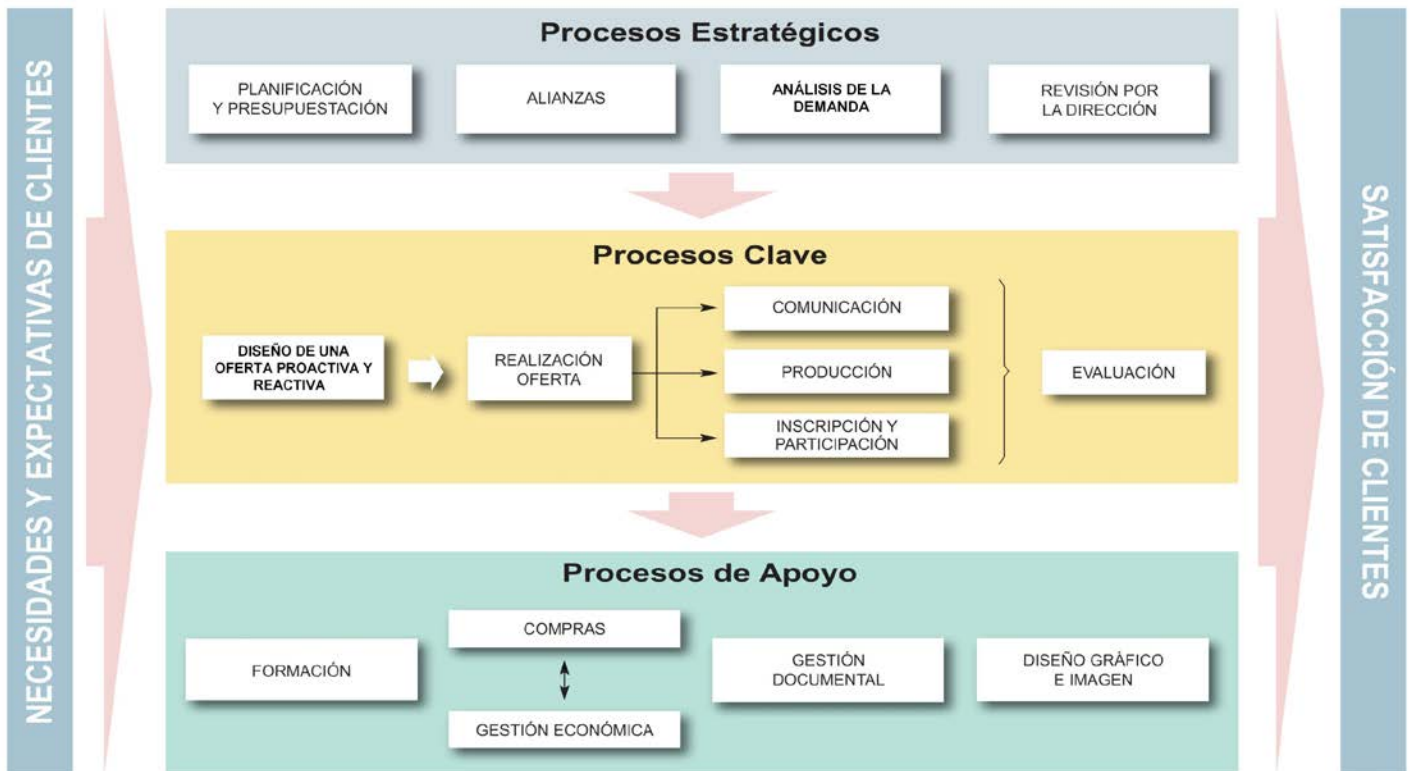 NECESIDADES Y EXPECTATIVAS DE CLIENTES
Procesos Estratégicos
PLANIFICACIÓN
Y PRESUPUESTACIÓN
ALIANZAS
ANÁLISIS DE LA
DEMANDA
REVISIÓN POR
LA DIRECCIÓN
Procesos Clave
DISEÑO DE UNA
OFERTA PROACTIVA Y
REACTIVA
REALIZACIÓN
OFERTA
COMUNICACIÓN
PRODUCCIÓN
INSCRIPCIÓN Y
PARTICIPACIÓN
EVALUACIÓN
Procesos de Apoyo
FORMACIÓN
COMPRAS
GESTIÓN ECONÓMICA
GESTIÓN
DOCUMENTAL
DISEÑO GRÁFICO
E IMAGEN
SATISFACCIÓN DE CLIENTES